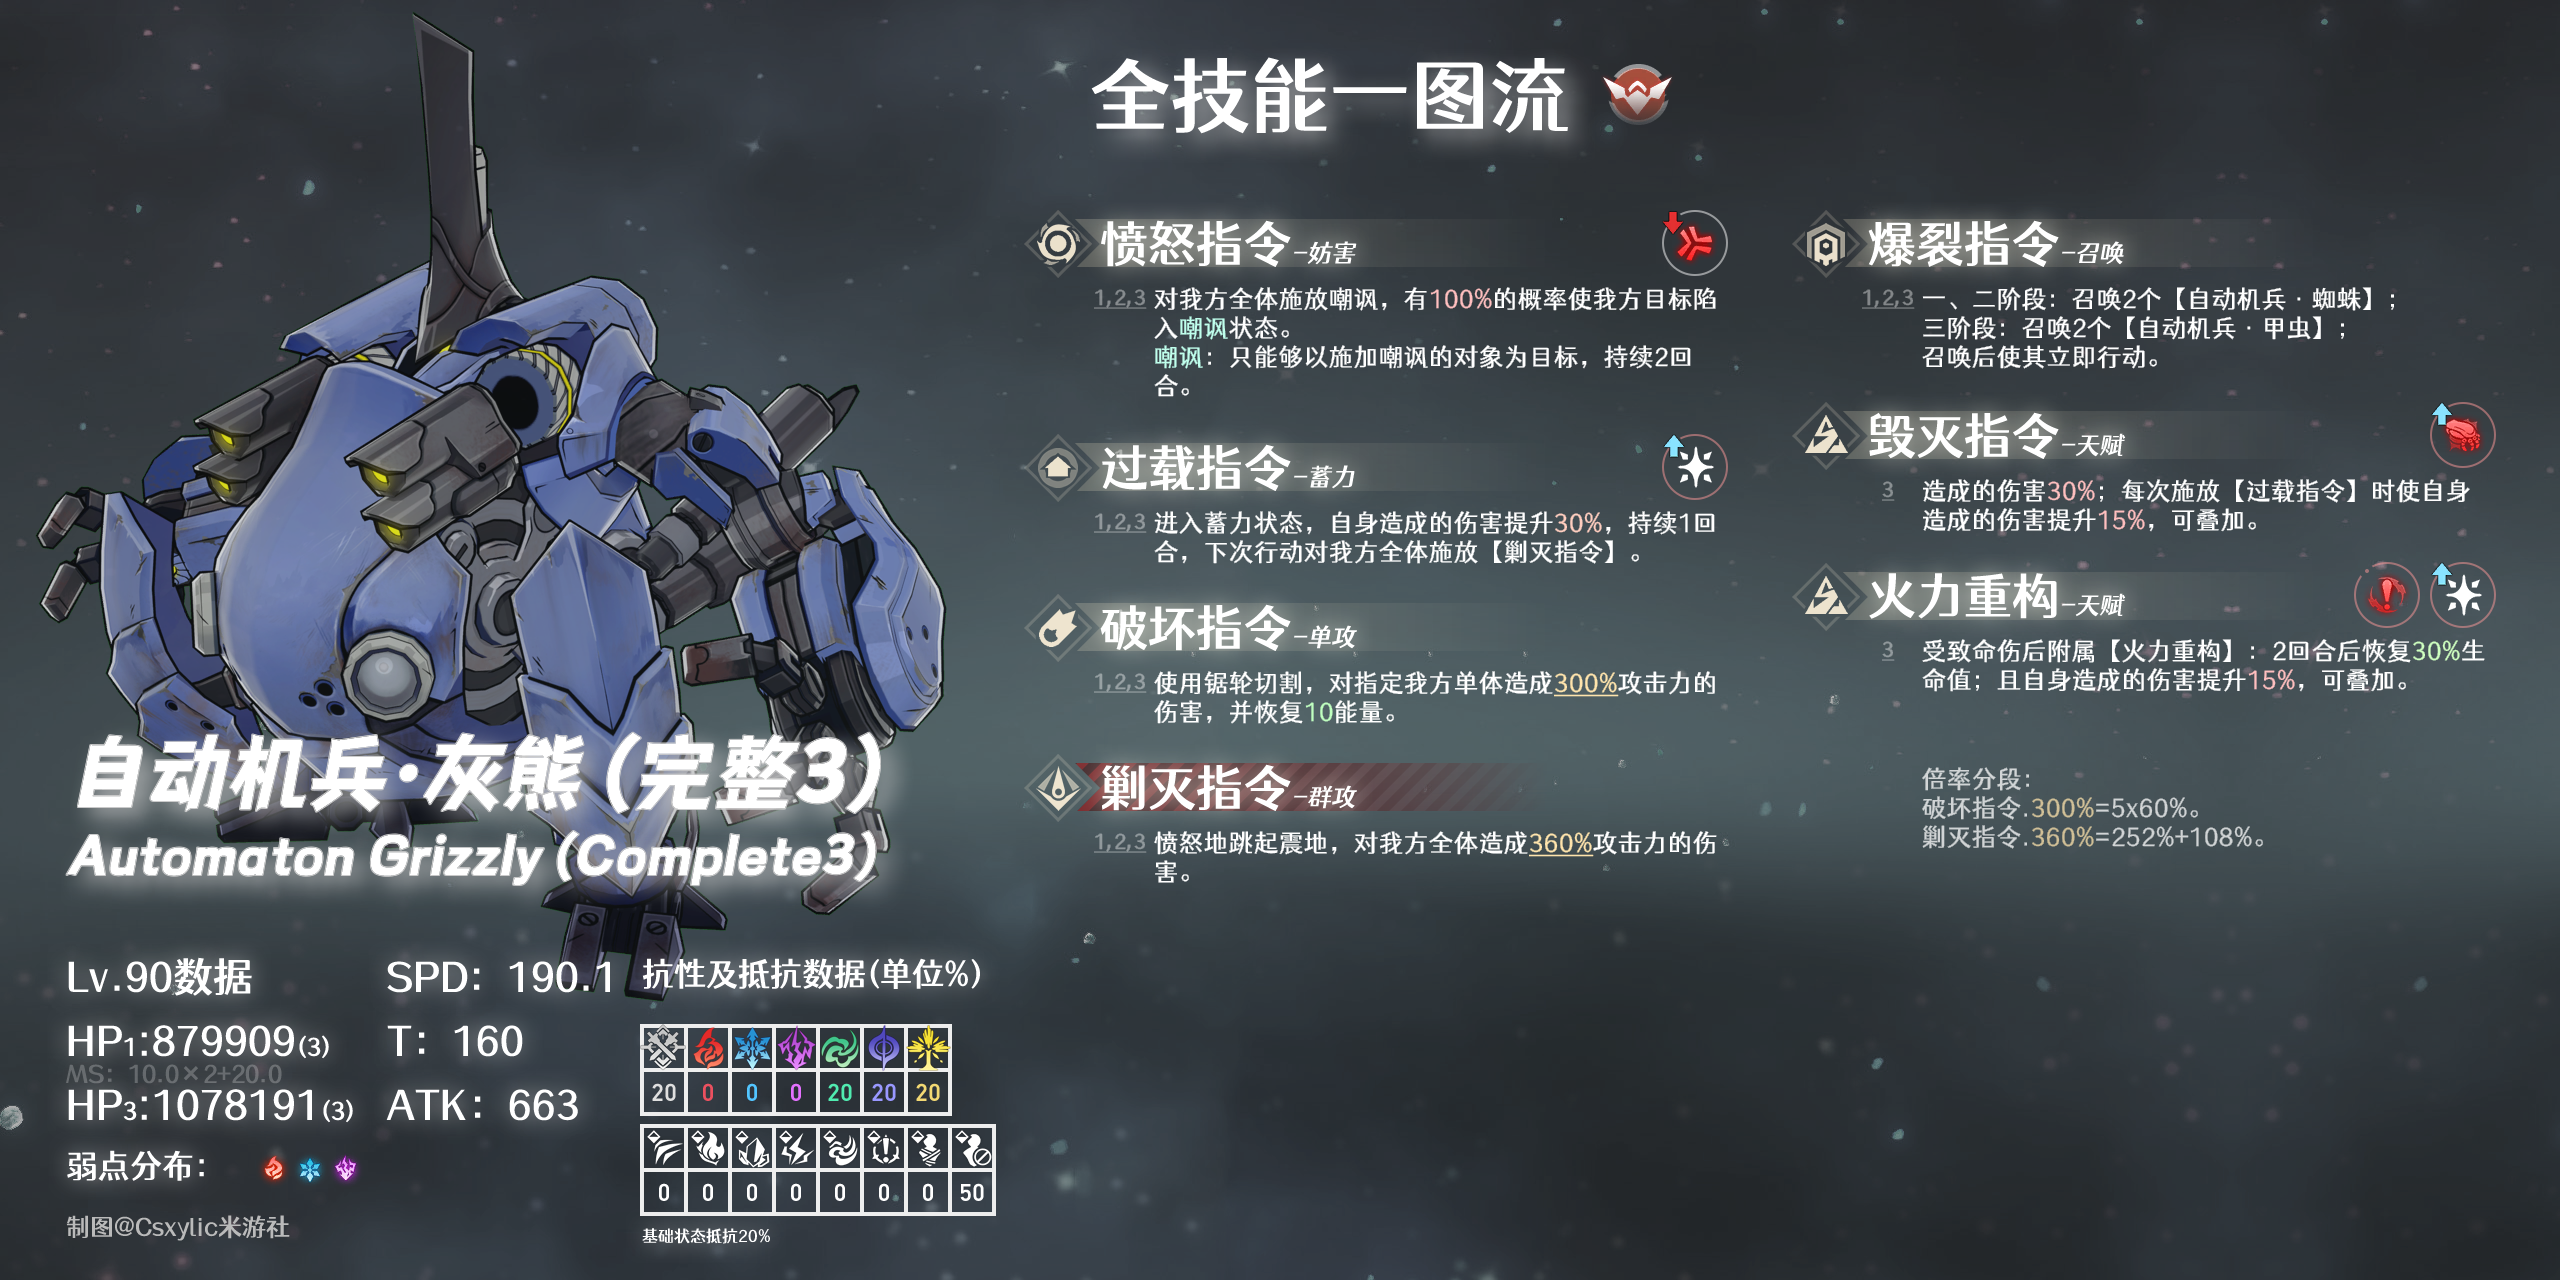 全技能一图流
愤怒指令-妨害
1,2,3 对我方全体施放嘲讽，有100%的概率使我方目标陷
入嘲讽状态。
嘲讽：只能够以施加嘲讽的对象为目标，持续2回
合。
过载指令-蓄力
1,2,3 进入蓄力状态，自身造成的伤害提升30%，持续1回
合，下次行动对我方全体施放【剿灭指令】。
破坏指令-单攻
1,2,3 使用锯轮切割，对指定我方单体造成300%攻击力的
伤害，并恢复10能量。
剿灭指令-群攻
1,2,3 愤怒地跳起震地，对我方全体造成360%攻击力的伤
害。
爆裂指令-召唤
1,2,3 一、二阶段：召唤2个【自动机兵·蜘蛛】；
三阶段：召唤2个【自动机兵·甲虫】；
召唤后使其立即行动。
毁灭指令-天赋
3 造成的伤害30%；每次施放【过载指令】时使自身
造成的伤害提升15%，可叠加。
火力重构-天赋
3 受致命伤后附属【火力重构】：2回合后恢复30%生
命值；且自身造成的伤害提升15%，可叠加。
倍率分段：
破坏指令.300%=5x60%。
剿灭指令.360%=252%+108%。
自动机兵·灰熊（完整3）
Automaton Grizzly (Complete3)
Lv.90数据 SPD：190.1
HP1:879909(3) T：160
MS：10.0×2+20.0
HP3:1078191(3) ATK：663
弱点分布：
制图@Csxylic米游社
抗性及抵抗数据(单位%)
20 0 0 0 20 20 20
0 0 0 0 0 0 0 50
基础状态抵抗20%